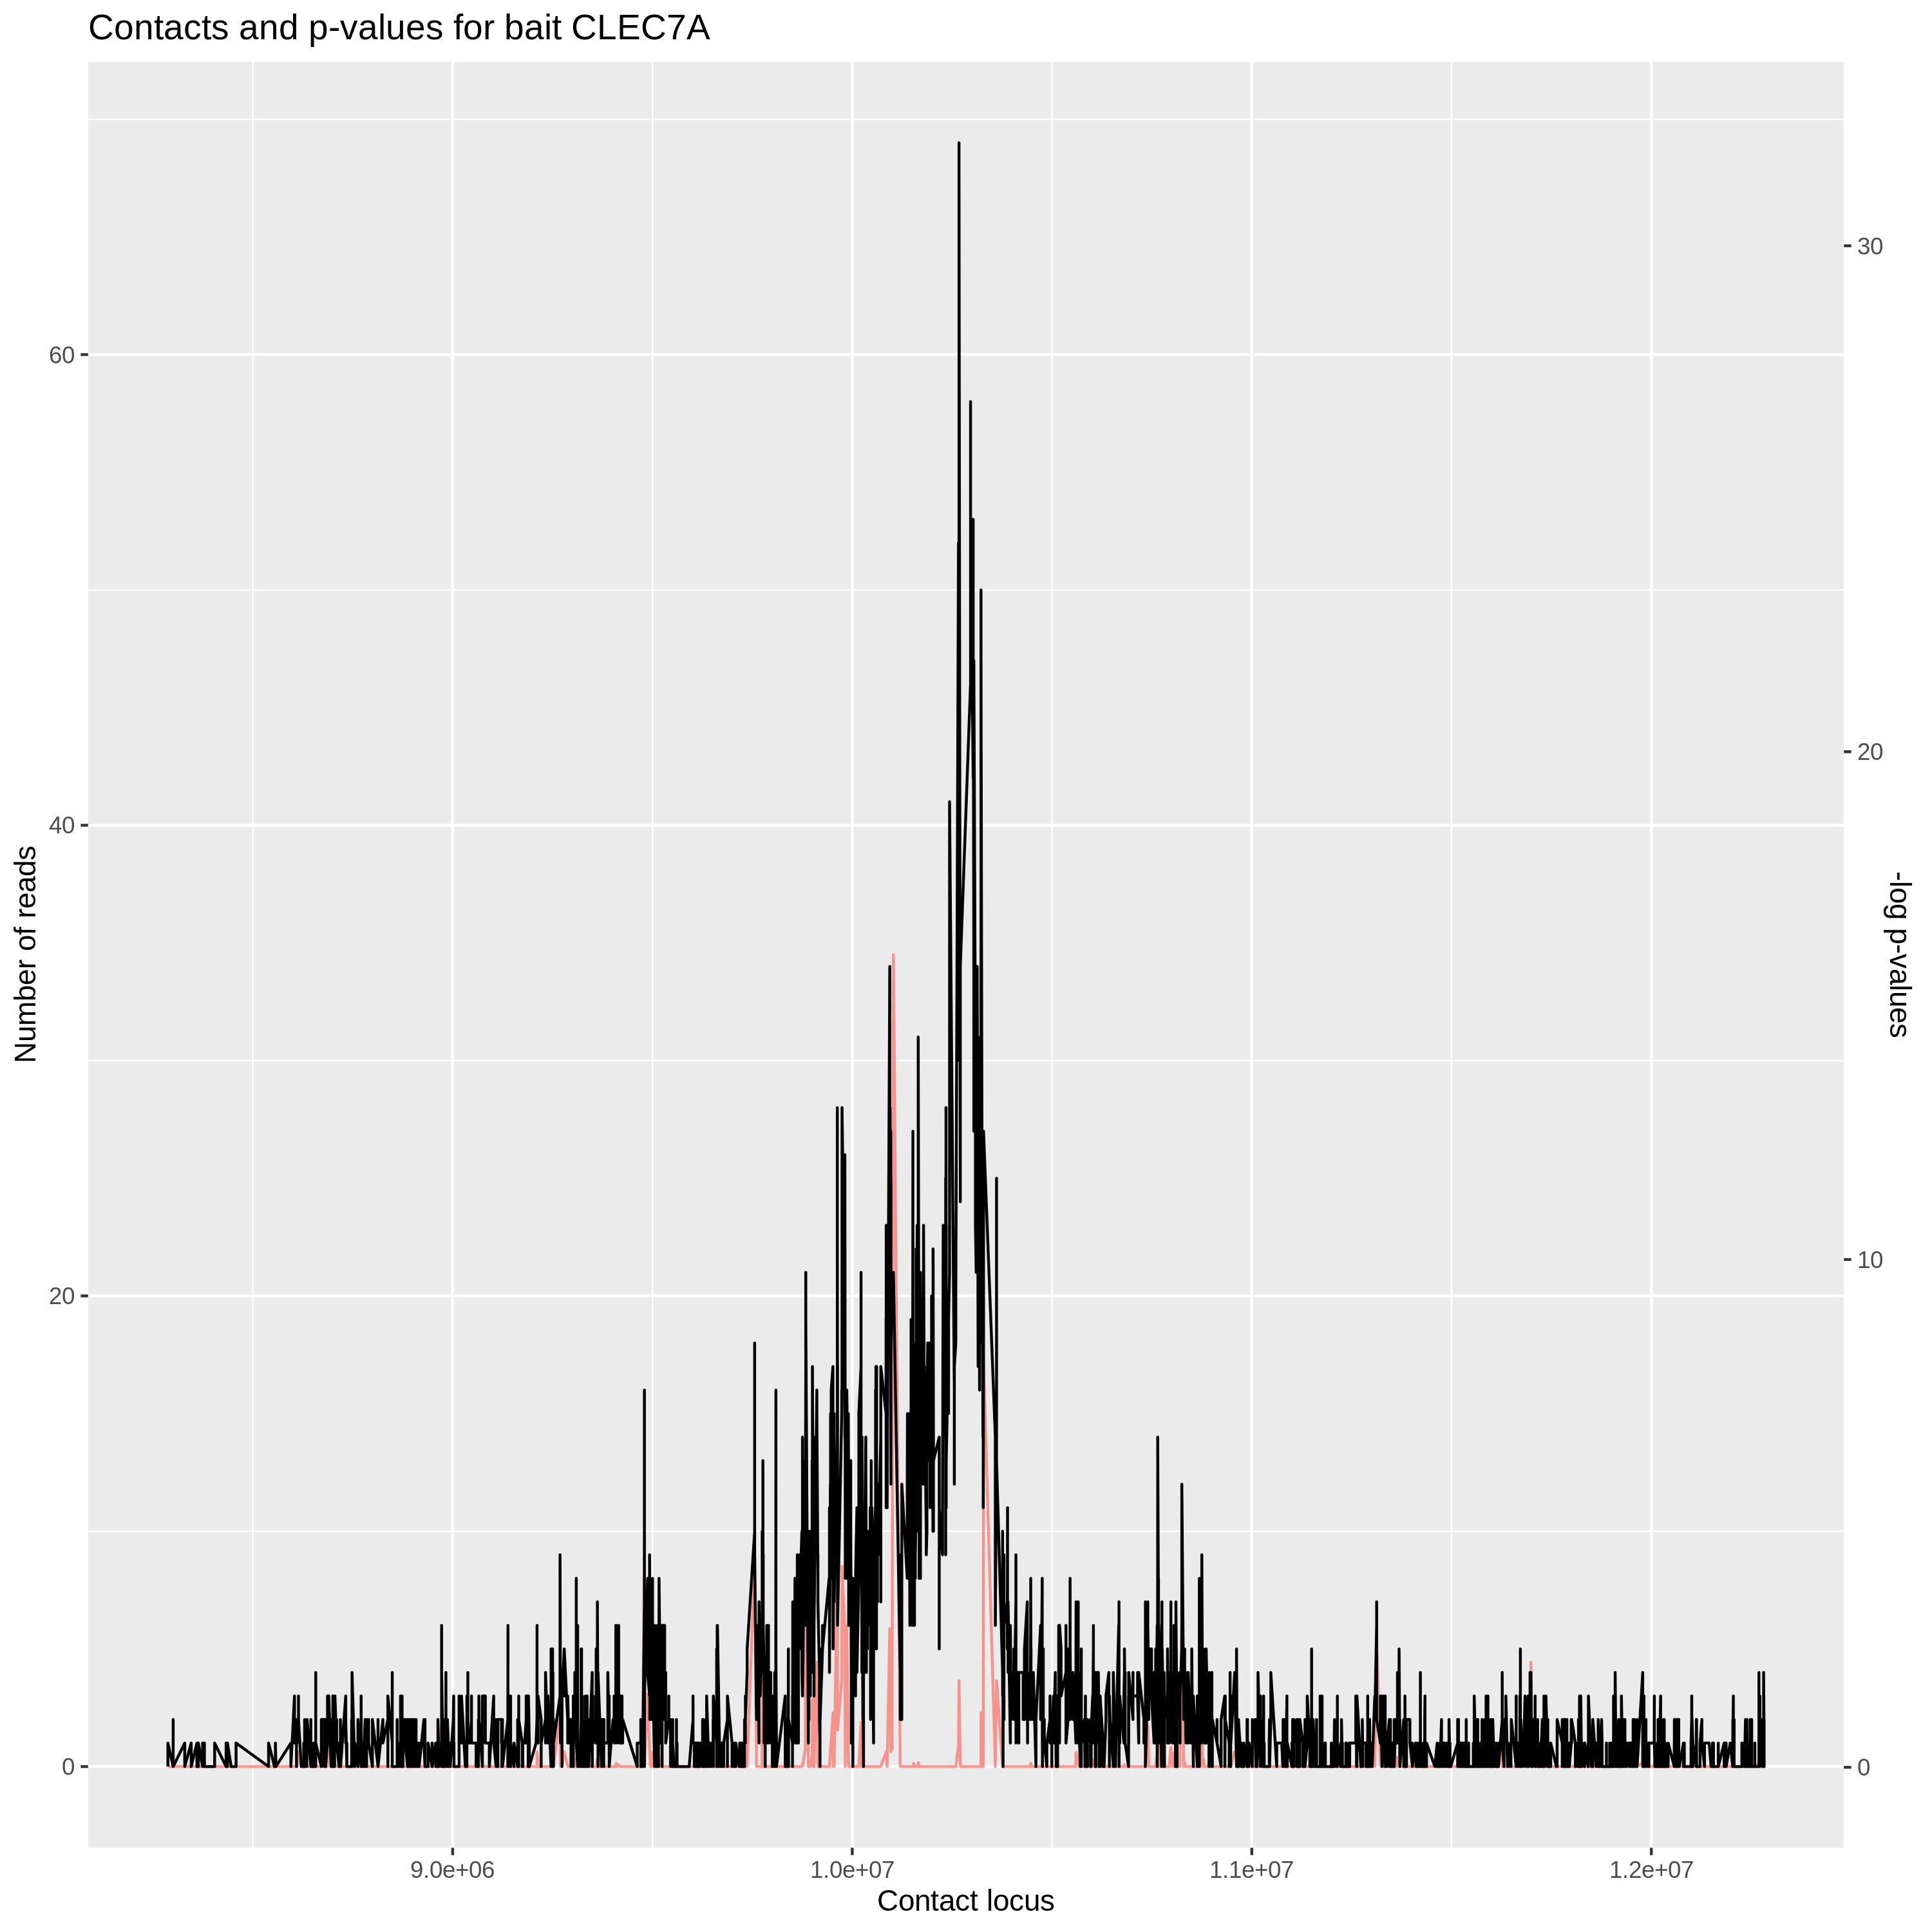 Contacts and p-values for bait CLEC7A
Number of reads
60
40
20
0
30
20
10
0
-log p-values
9.0e+06
1.0e+07
1.1e+07
1.2e+07
Contact locus